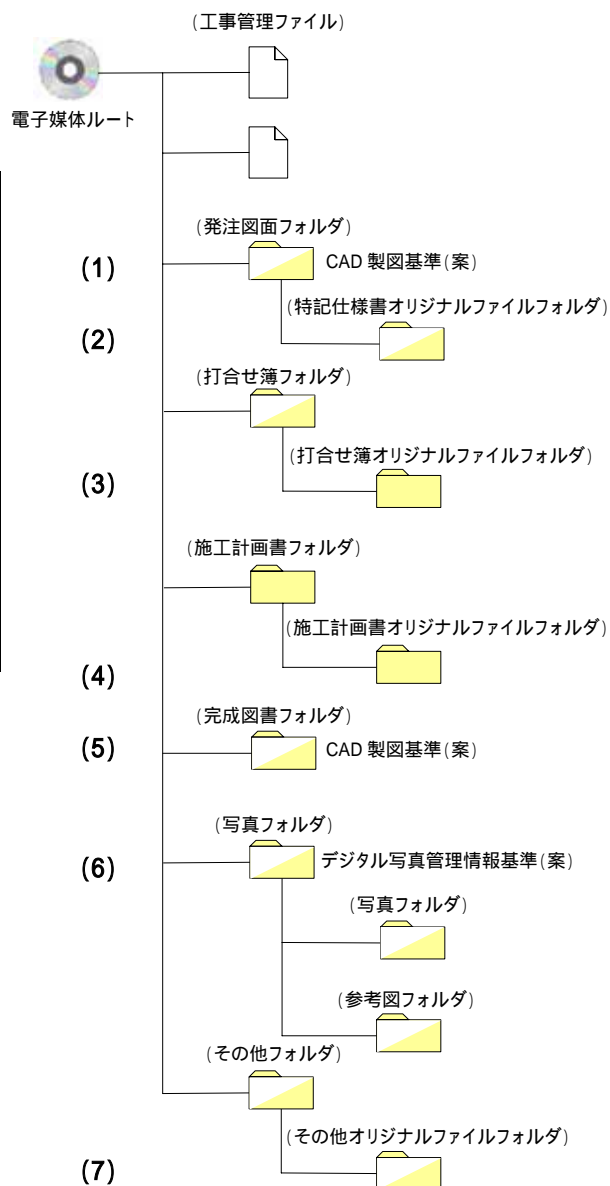 (工事管理ファイル)
電子媒体ルート
(発注図面フォルダ)
(1)
CAD 製図基準(案)
(特記仕様書オリジナルファイルフォルダ)
(2)
(打合せ簿フォルダ)
(打合せ簿オリジナルファイルフォルダ)
(3)
(施工計画書フォルダ)
(施工計画書オリジナルファイルフォルダ)
(4)
(完成図書フォルダ)
(5)
CAD 製図基準(案)
(写真フォルダ)
(6)
デジタル写真管理情報基準(案)
(写真フォルダ)
(参考図フォルダ)
(その他フォルダ)
(その他オリジナルファイルフォルダ)
(7)